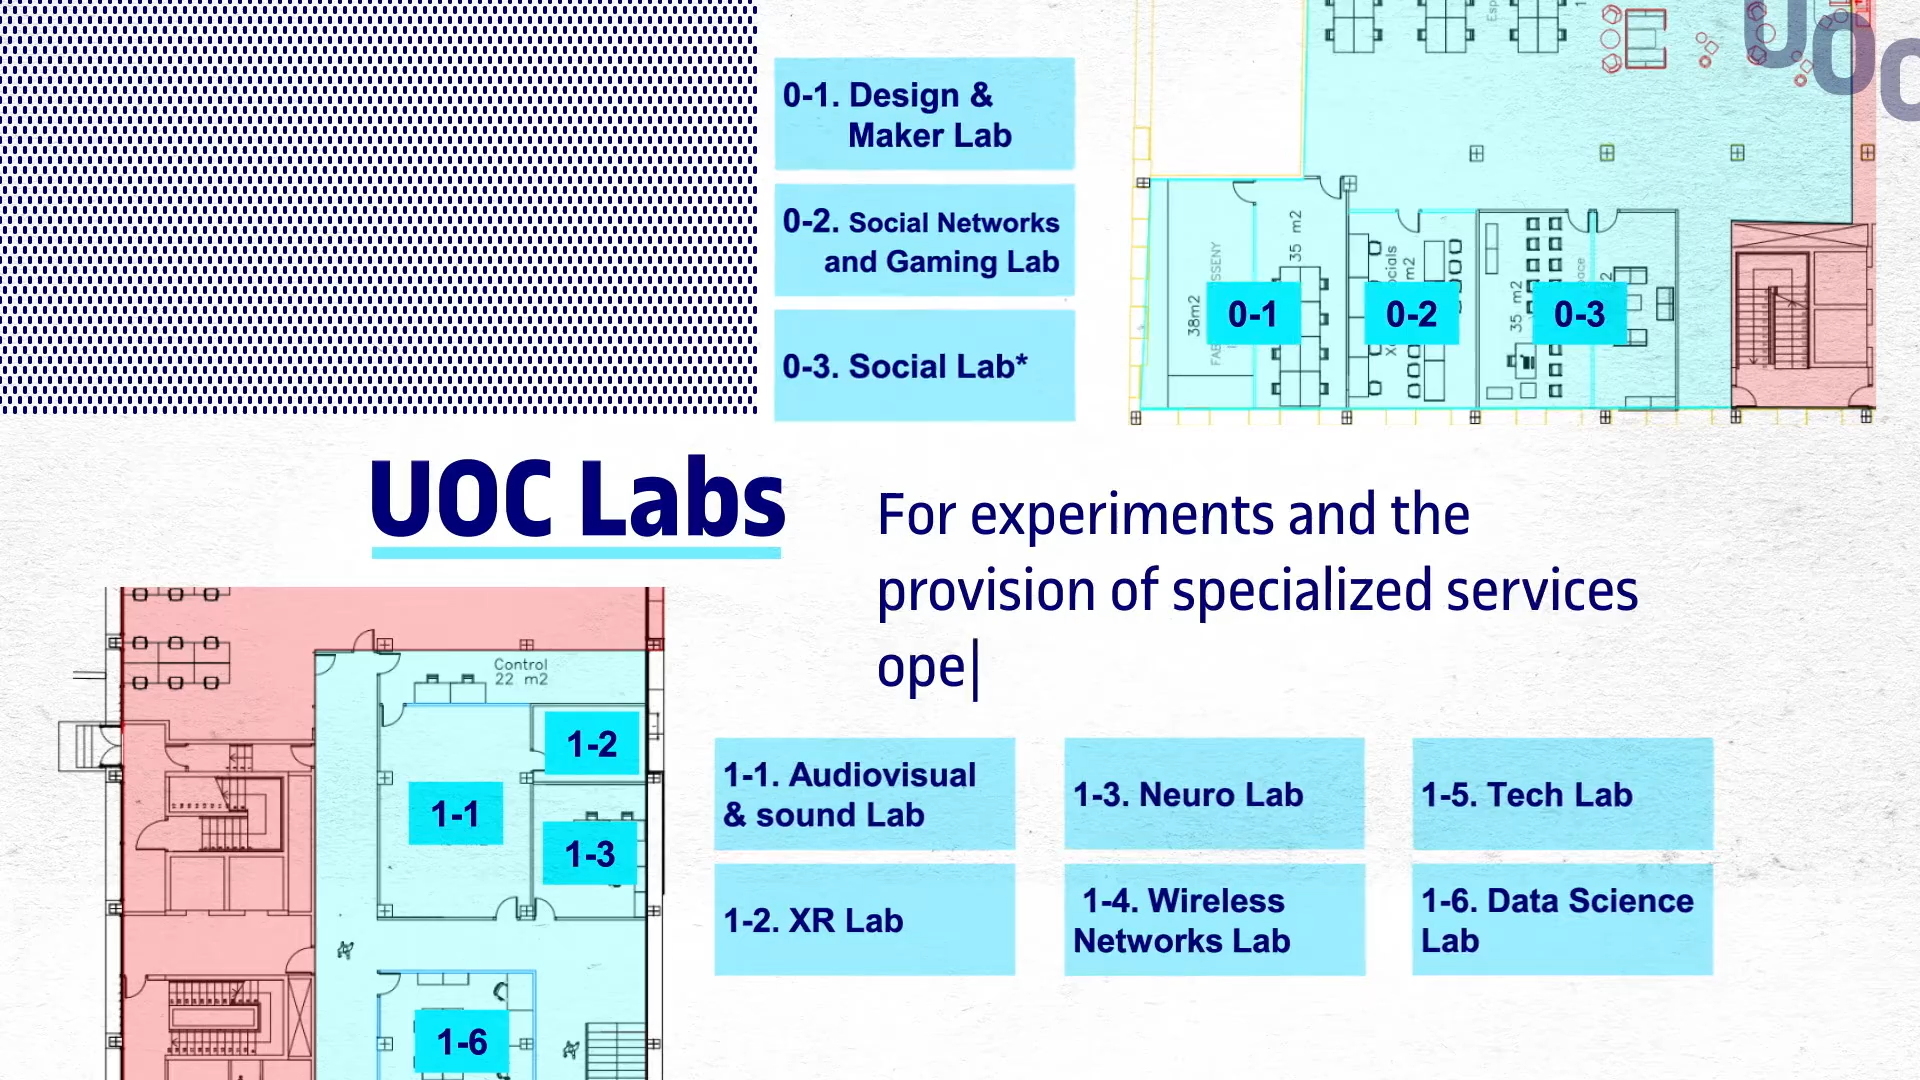 UOC
0-1. Design &
Maker Lab
0-2. Social Networks
and Gaming Lab
0-3. Social Lab*
38m2
35 m2
m2
35 m2
0-1
0-2
0-3
UOC Labs
For experiments and the
provision of specialized services
ope
Control
22 m2
1-2
1-1
1-3
1-6
1-1. Audiovisual
& sound Lab
1-3. Neuro Lab
1-5. Tech Lab
1-2. XR Lab
1-4. Wireless
Networks Lab
1-6. Data Science
Lab